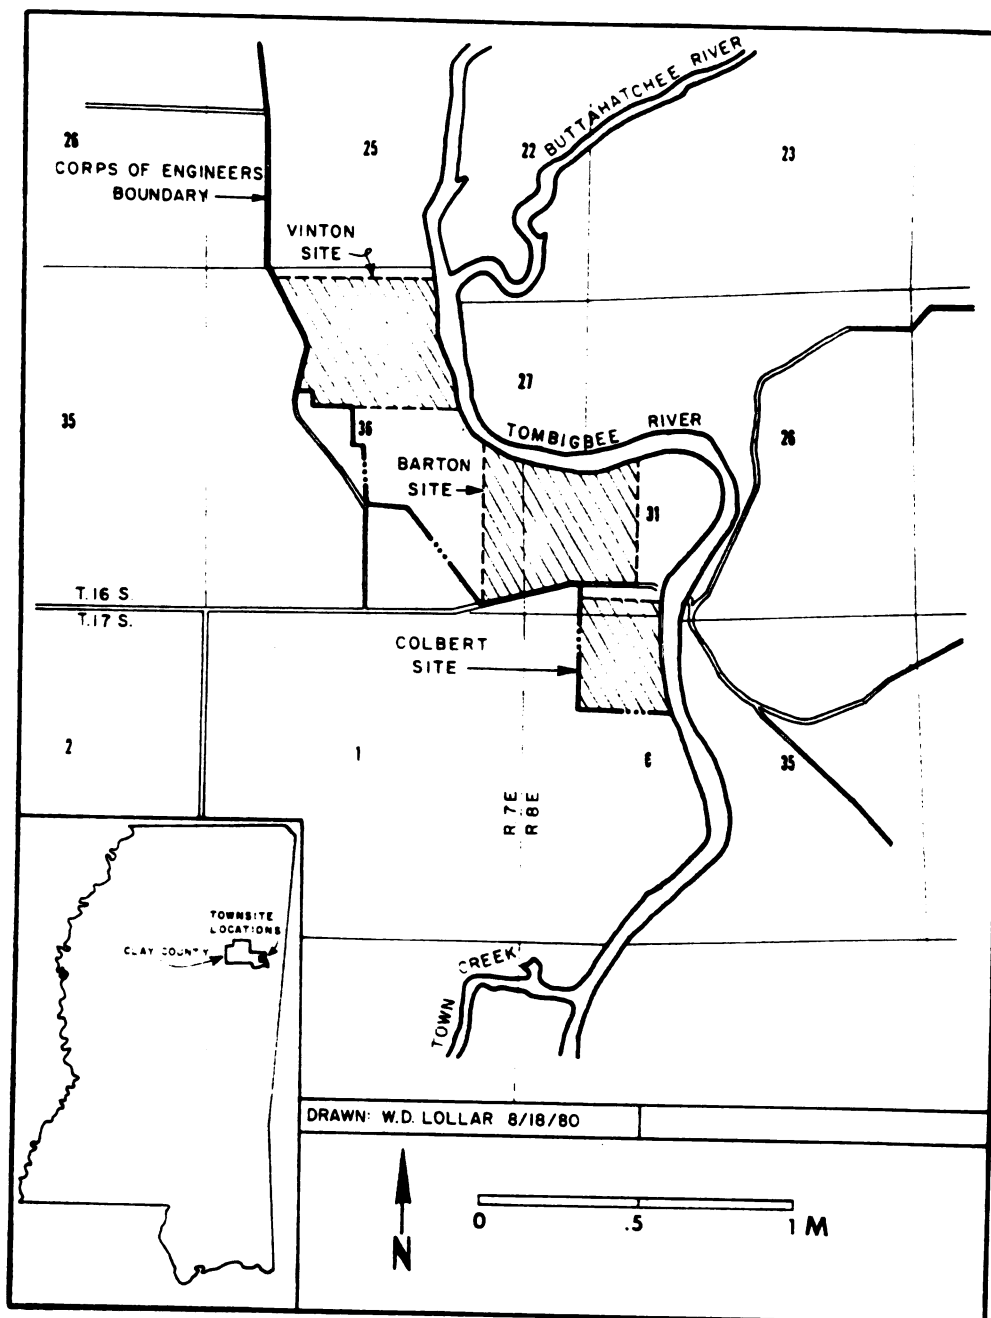 BUTTAHATCHEE RIVER
26
25
22
23
CORPS OF ENGINEERS
BOUNDARY
VINTON
SITE
27
35
36
TOMBIGBEE RIVER
26
BARTON
SITE
31
T. 16 S.
T. 17 S.
COLBERT
SITE
2
1
6
35
R 7E
R 8E
TOWNSITE
LOCATIONS
CLAY COUNTY
TOWN CREEK
DRAWN: W.D. LOLLAR 8/18/80
N
0 .5 1 M